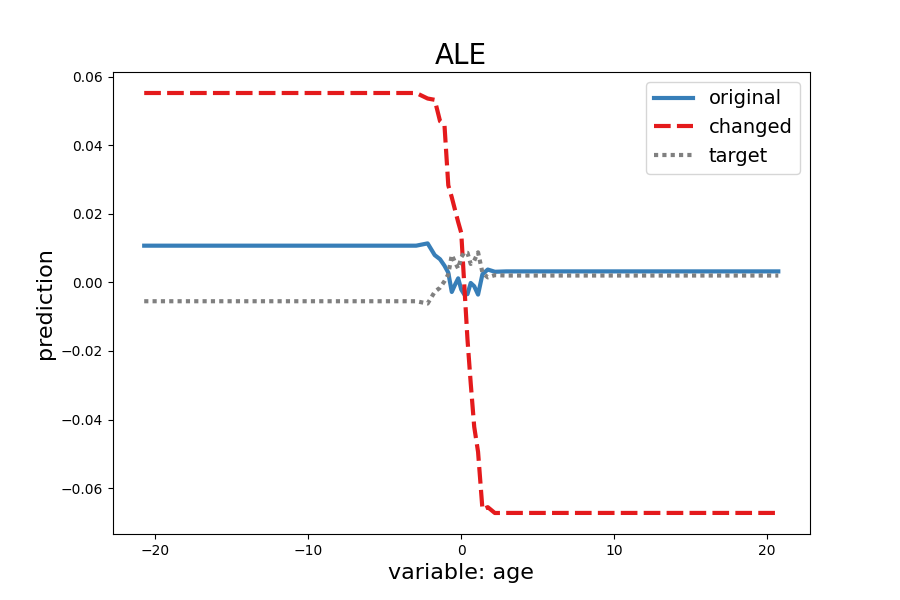 ALE
original
changed
target
0.06
0.04
0.02
0.00
−0.02
−0.04
−0.06
prediction
−20
−10
0
10
20
variable: age